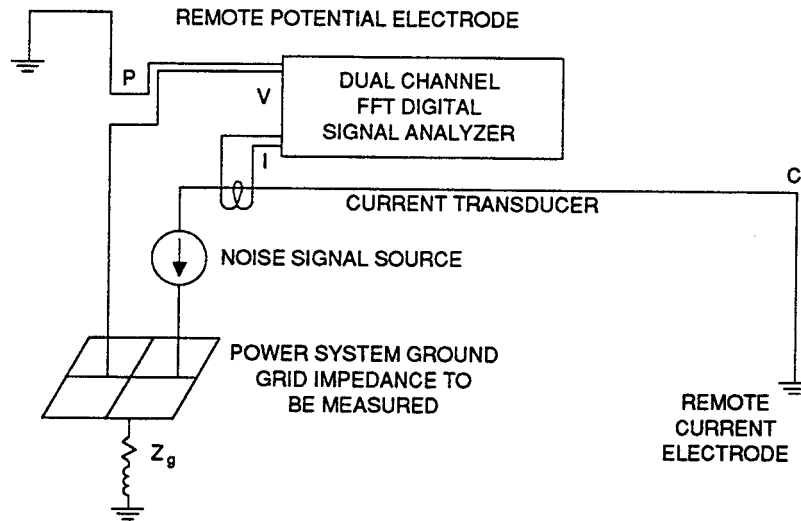 REMOTE POTENTIAL ELECTRODE
P
V
DUAL CHANNEL
FFT DIGITAL
SIGNAL ANALYZER
I
C
CURRENT TRANSDUCER
NOISE SIGNAL SOURCE
POWER SYSTEM GROUND
GRID IMPEDANCE TO
BE MEASURED
REMOTE
CURRENT
ELECTRODE
Zg